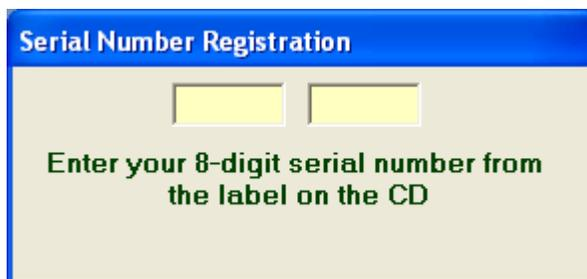 Serial Number Registration
Enter your 8-digit serial number from
the label on the CD